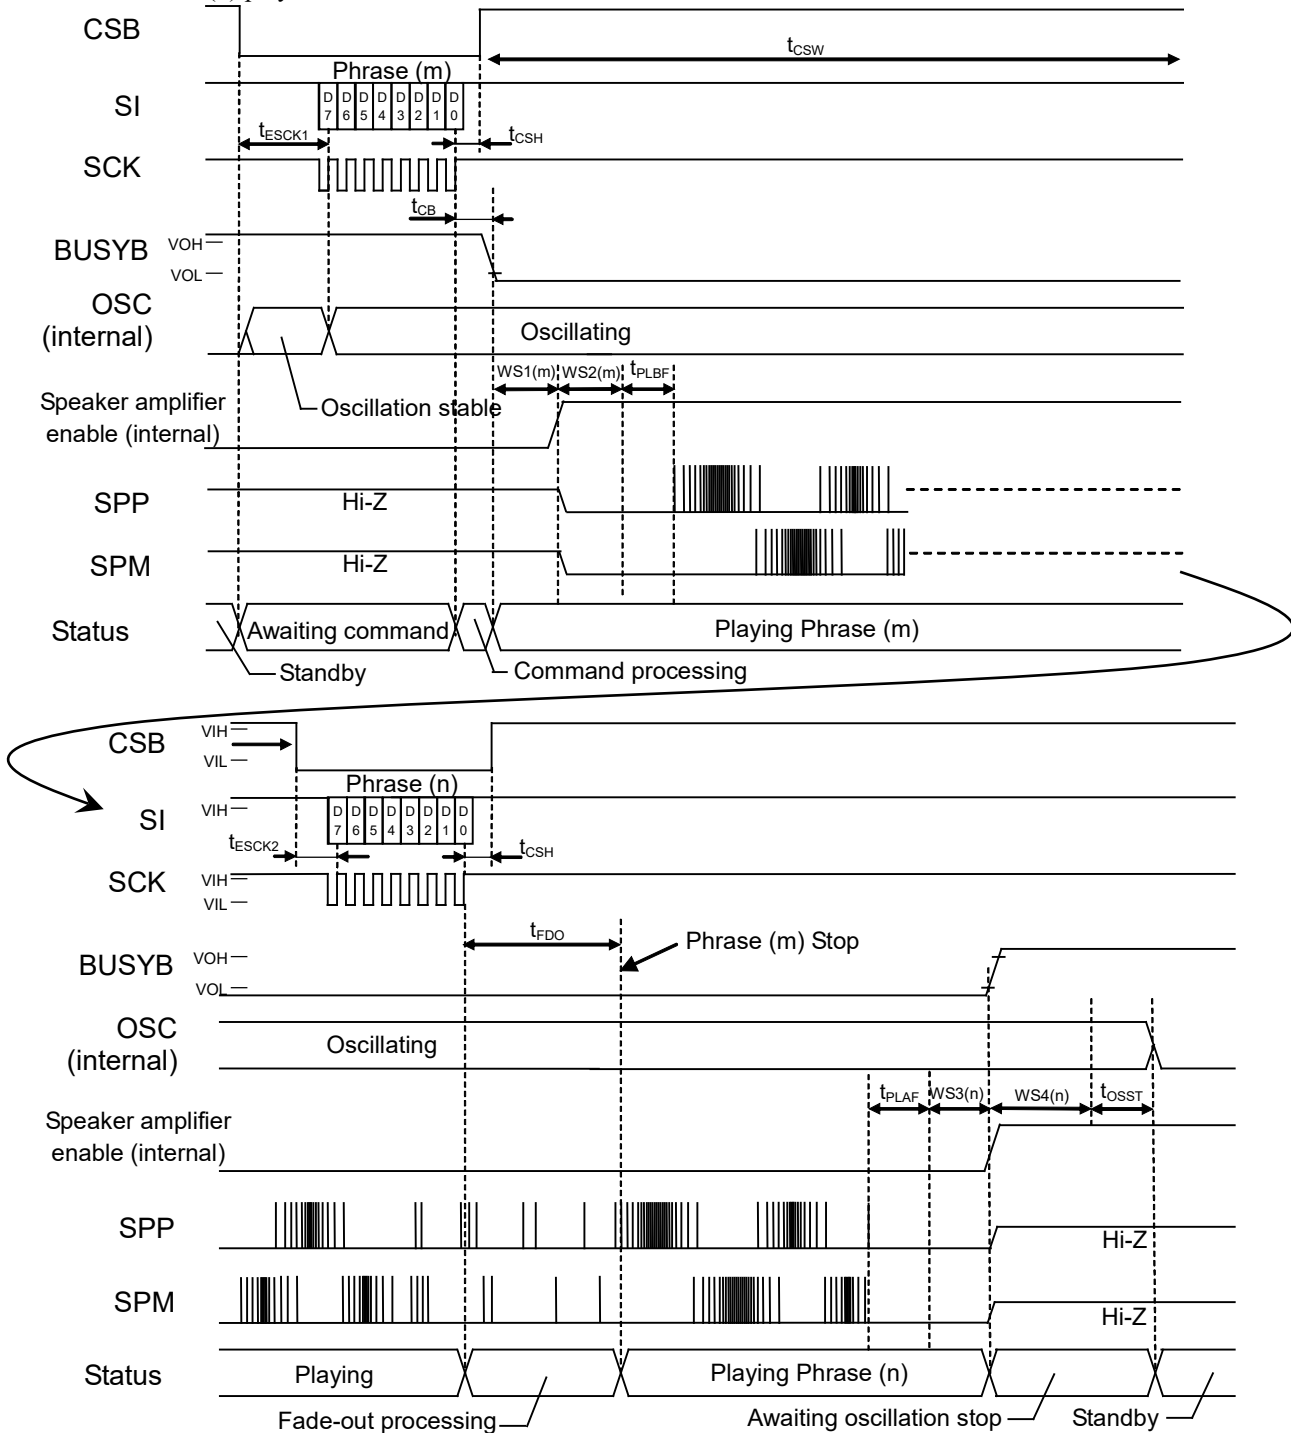 CSB
tCSW
Phrase (m)
SI
D7 D6 D5 D4 D3 D2 D1 D0
tESCK1
tCSH
SCK
tCB
BUSYB
VOH
VOL
OSC
(internal)
Oscillating
WS1(m) WS2(m) tPLBF
Speaker amplifier
enable (internal)
Oscillation stable
SPP
Hi-Z
SPM
Hi-Z
Status
Awaiting command
Playing Phrase (m)
Standby
Command processing
CSB
VIH
VIL
Phrase (n)
SI
VIH
D7 D6 D5 D4 D3 D2 D1 D0
tESCK2
tCSH
SCK
VIH
VIL
tFDO
Phrase (m) Stop
BUSYB
VOH
VOL
OSC
(internal)
Oscillating
tPLAF WS3(n) WS4(n) tOSST
Speaker amplifier
enable (internal)
SPP
Hi-Z
SPM
Hi-Z
Status
Playing
Playing Phrase (n)
Fade-out processing
Awaiting oscillation stop
Standby